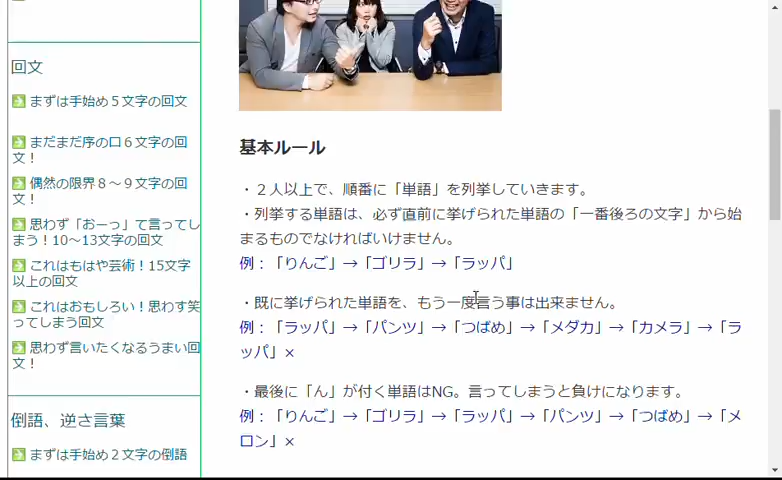 回文
まずは手始め５文字の回文
まだまだ序の口６文字の回
文！
偶然の限界８～９文字の回
文！
思わず「おーっ」て言ってし
まう！10～13文字の回文
これはもはや芸術！15文字
以上の回文
これはおもしろい！思わず笑
ってしまう回文
思わず言いたくなるうまい回
文！
倒語、逆さ言葉
まずは手始め２文字の倒語
基本ルール
・２人以上で、順番に「単語」を列挙していきます。
・列挙する単語は、必ず直前に挙げられた単語の「一番後ろの文字」から始
まるものでなければいけません。
例：「りんご」→「ゴリラ」→「ラッパ」
・既に挙げられた単語を、もう一度言う事は出来ません。
例：「ラッパ」→「パンツ」→「つばめ」→「メダカ」→「カメラ」→「ラ
ッパ」×
・最後に「ん」が付く単語はNG。言ってしまうと負けになります。
例：「りんご」→「ゴリラ」→「ラッパ」→「パンツ」→「つばめ」→「メ
ロン」×